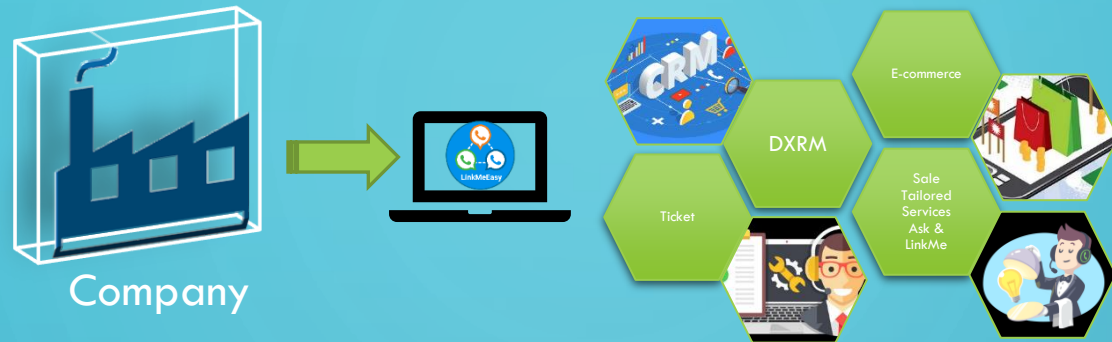 Company
LinkMeEasy
CRM
DXRM
Ticket
E-commerce
Sale
Tailored
Services
Ask &
LinkMe